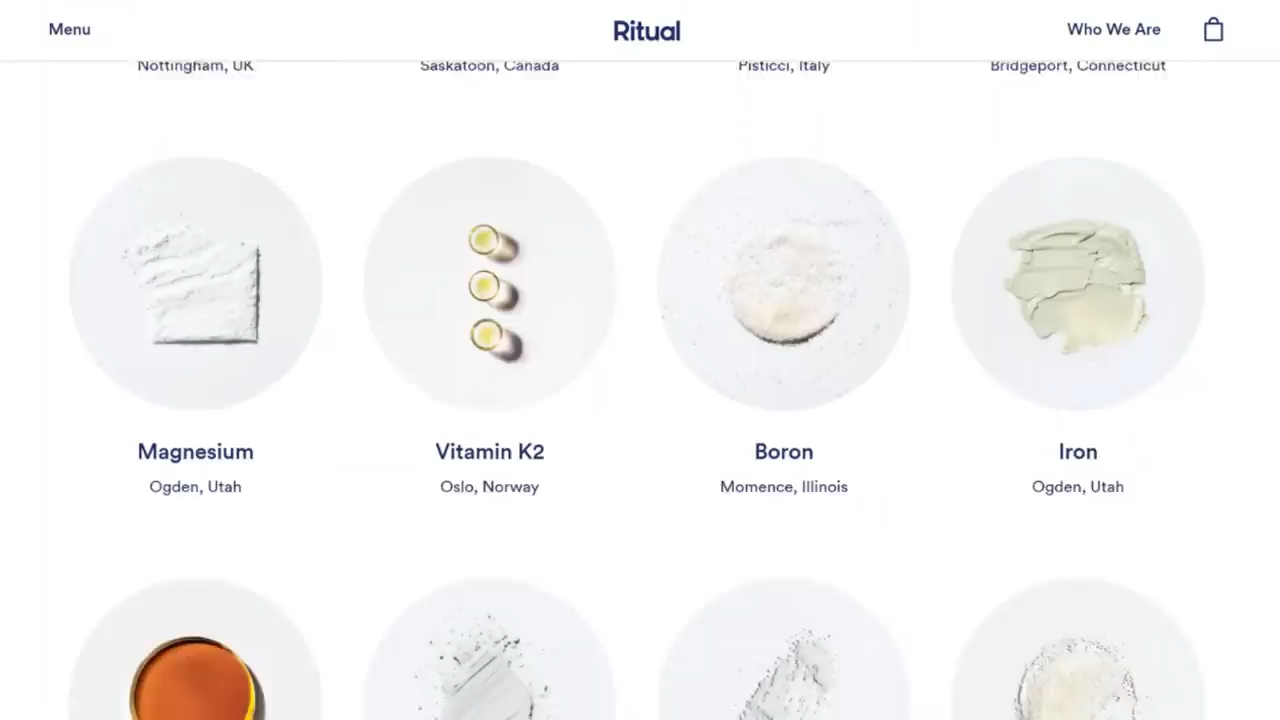 Menu
Ritual
Who We Are
Nottingham, UK
Saskatoon, Canada
Pisticci, Italy
Bridgeport, Connecticut
Magnesium
Vitamin K2
Boron
Iron
Ogden, Utah
Oslo, Norway
Momence, Illinois
Ogden, Utah